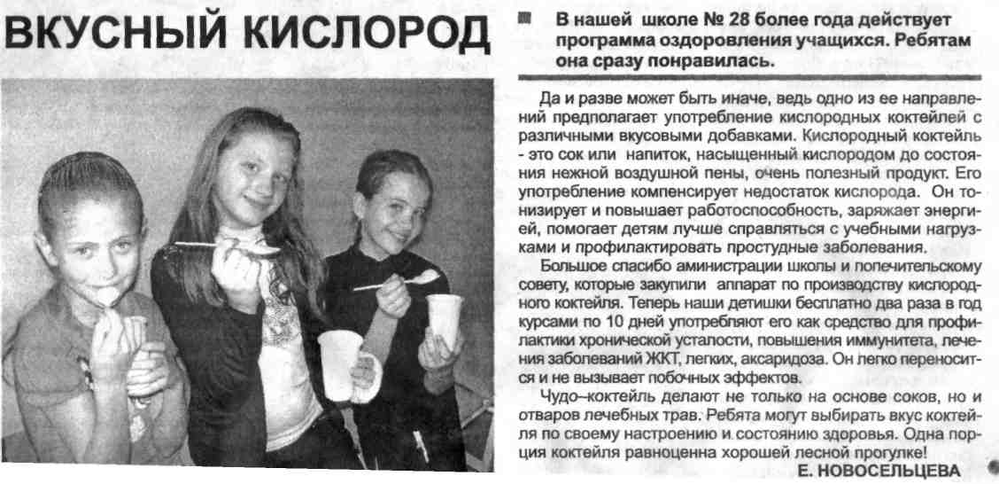 ВКУСНЫЙ КИСЛОРОД
В нашей школе № 28 более года действует
программа оздоровления учащихся. Ребятам
она сразу понравилась.
Да и разве может быть иначе, ведь одно из ее направле-
ний предполагает употребление кислородных коктейлей с
различными вкусовыми добавками. Кислородный коктейль
- это сок или напиток, насыщенный кислородом до состоя-
ния нежной воздушной пены, очень полезный продукт. Его
употребление компенсирует недостаток кислорода. Он то-
низирует и повышает работоспособность, заряжает энерги-
ей, помогает детям лучше справляться с учебными нагруз-
ками и профилактировать простудные заболевания.
Большое спасибо аминистрации школы и попечительскому
совету, которые закупили аппарат по производству кислород-
ного коктейля. Теперь наши детишки бесплатно два раза в год
курсами по 10 дней употребляют его как средство для профи-
лактики хронической усталости, повышения иммунитета, лече-
ния заболеваний ЖКТ, легких, аксаридоза. Он легко переносит-
ся и не вызывает побочных эффектов.
Чудо–коктейль делают не только на основе соков, но и
отваров лечебных трав. Ребята могут выбирать вкус коктей-
ля по своему настроению и состоянию здоровья. Одна пор-
ция коктейля равноценна хорошей лесной прогулке!
Е. НОВОСЕЛЬЦЕВА